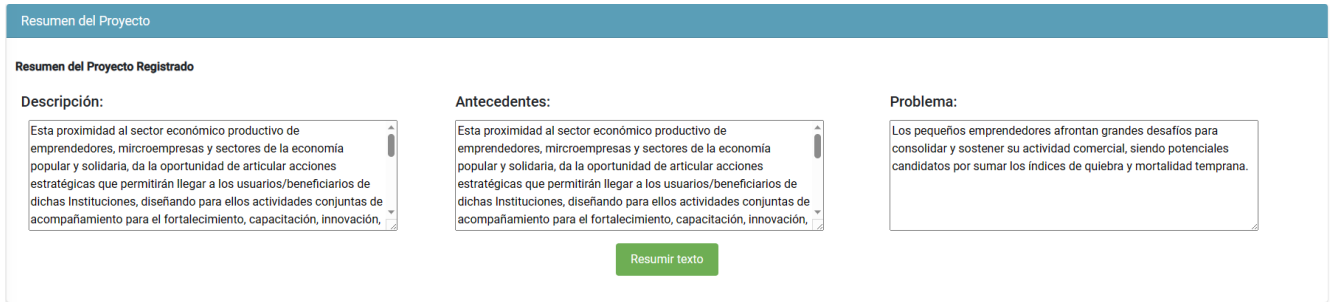 Resumen del Proyecto
Resumen del Proyecto Registrado
Descripción:
Esta proximidad al sector económico productivo de
emprendedores, mircroempresas y sectores de la economía
popular y solidaria, da la oportunidad de articular acciones
estratégicas que permitirán llegar a los usuarios/beneficiarios de
dichas Instituciones, diseñando para ellos actividades conjuntas de
acompañamiento para el fortalecimiento, capacitación, innovación,
Antecedentes:
Esta proximidad al sector económico productivo de
emprendedores, mircroempresas y sectores de la economía
popular y solidaria, da la oportunidad de articular acciones
estratégicas que permitirán llegar a los usuarios/beneficiarios de
dichas Instituciones, diseñando para ellos actividades conjuntas de
acompañamiento para el fortalecimiento, capacitación, innovación,
Problema:
Los pequeños emprendedores afrontan grandes desafíos para
consolidar y sostener su actividad comercial, siendo potenciales
candidatos por sumar los índices de quiebra y mortalidad temprana.
Resumir texto